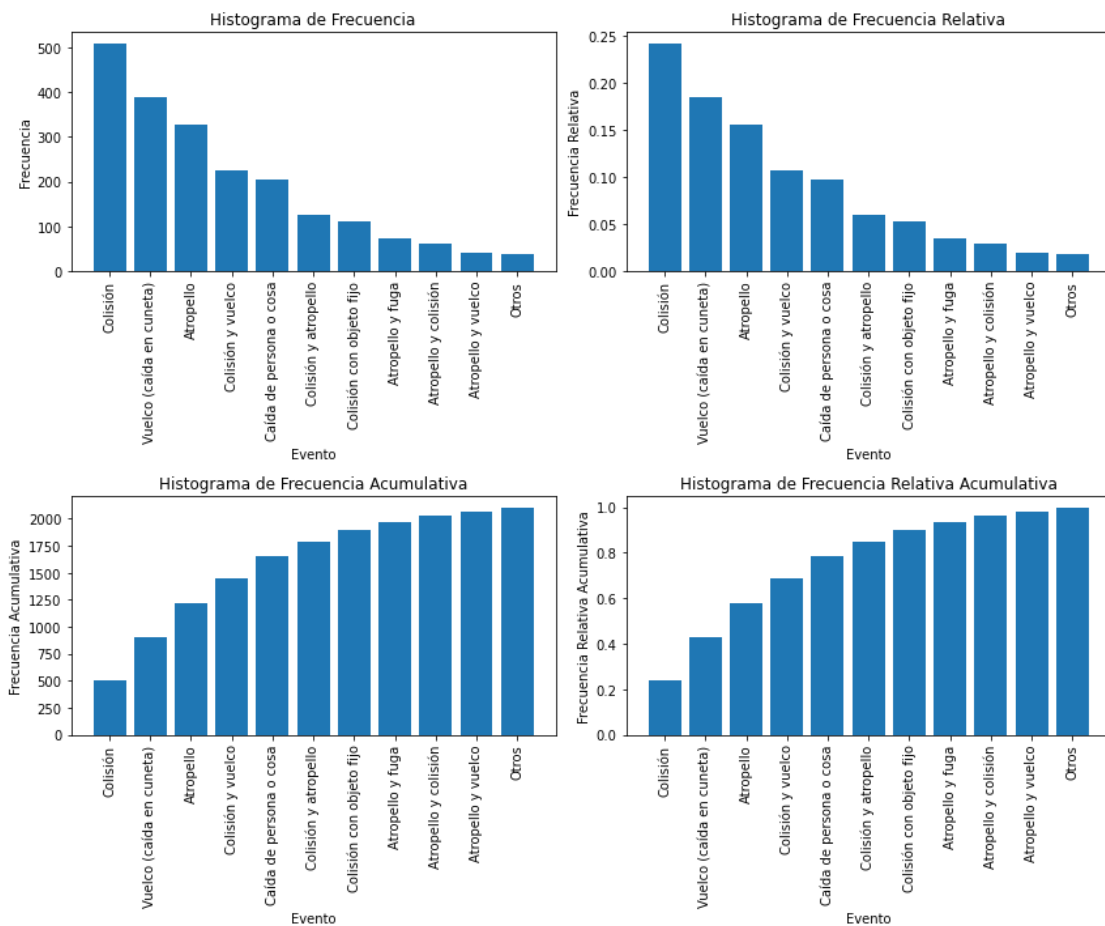 Histograma de Frecuencia
Frecuencia
500
400
300
200
100
0
Colisión
Vuelco (caída en cuneta)
Atropello
Colisión y vuelco
Caída de persona o cosa
Colisión y atropello
Colisión con objeto fijo
Atropello y fuga
Atropello y colisión
Atropello y vuelco
Otros
Evento
Histograma de Frecuencia Relativa
Frecuencia Relativa
0.25
0.20
0.15
0.10
0.05
0.00
Colisión
Vuelco (caída en cuneta)
Atropello
Colisión y vuelco
Caída de persona o cosa
Colisión y atropello
Colisión con objeto fijo
Atropello y fuga
Atropello y colisión
Atropello y vuelco
Otros
Evento
Histograma de Frecuencia Acumulativa
Frecuencia Acumulativa
2000
1750
1500
1250
1000
750
500
250
0
Colisión
Vuelco (caída en cuneta)
Atropello
Colisión y vuelco
Caída de persona o cosa
Colisión y atropello
Colisión con objeto fijo
Atropello y fuga
Atropello y colisión
Atropello y vuelco
Otros
Evento
Histograma de Frecuencia Relativa Acumulativa
Frecuencia Relativa Acumulativa
1.0
0.8
0.6
0.4
0.2
0.0
Colisión
Vuelco (caída en cuneta)
Atropello
Colisión y vuelco
Caída de persona o cosa
Colisión y atropello
Colisión con objeto fijo
Atropello y fuga
Atropello y colisión
Atropello y vuelco
Otros
Evento